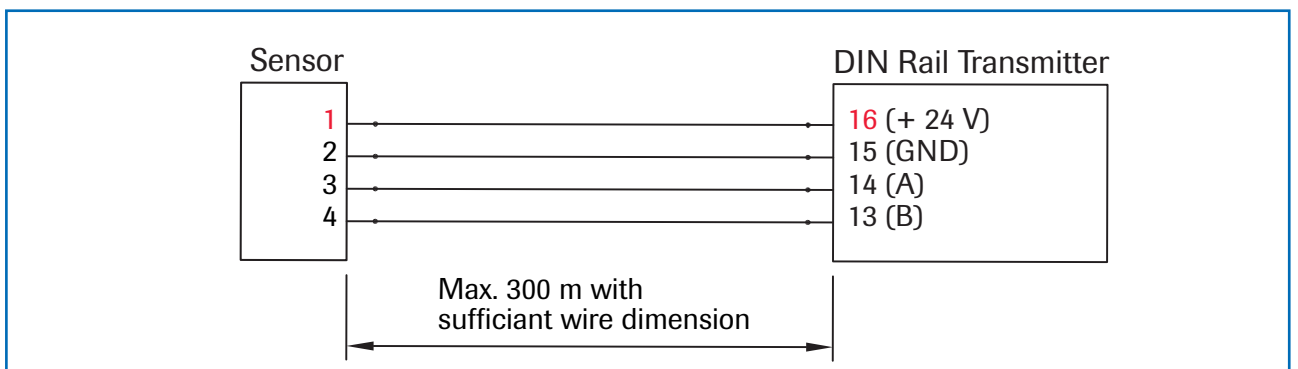 Sensor
DIN Rail Transmitter
1
16 (+ 24 V)
2
15 (GND)
3
14 (A)
4
13 (B)
Max. 300 m with
sufficiant wire dimension